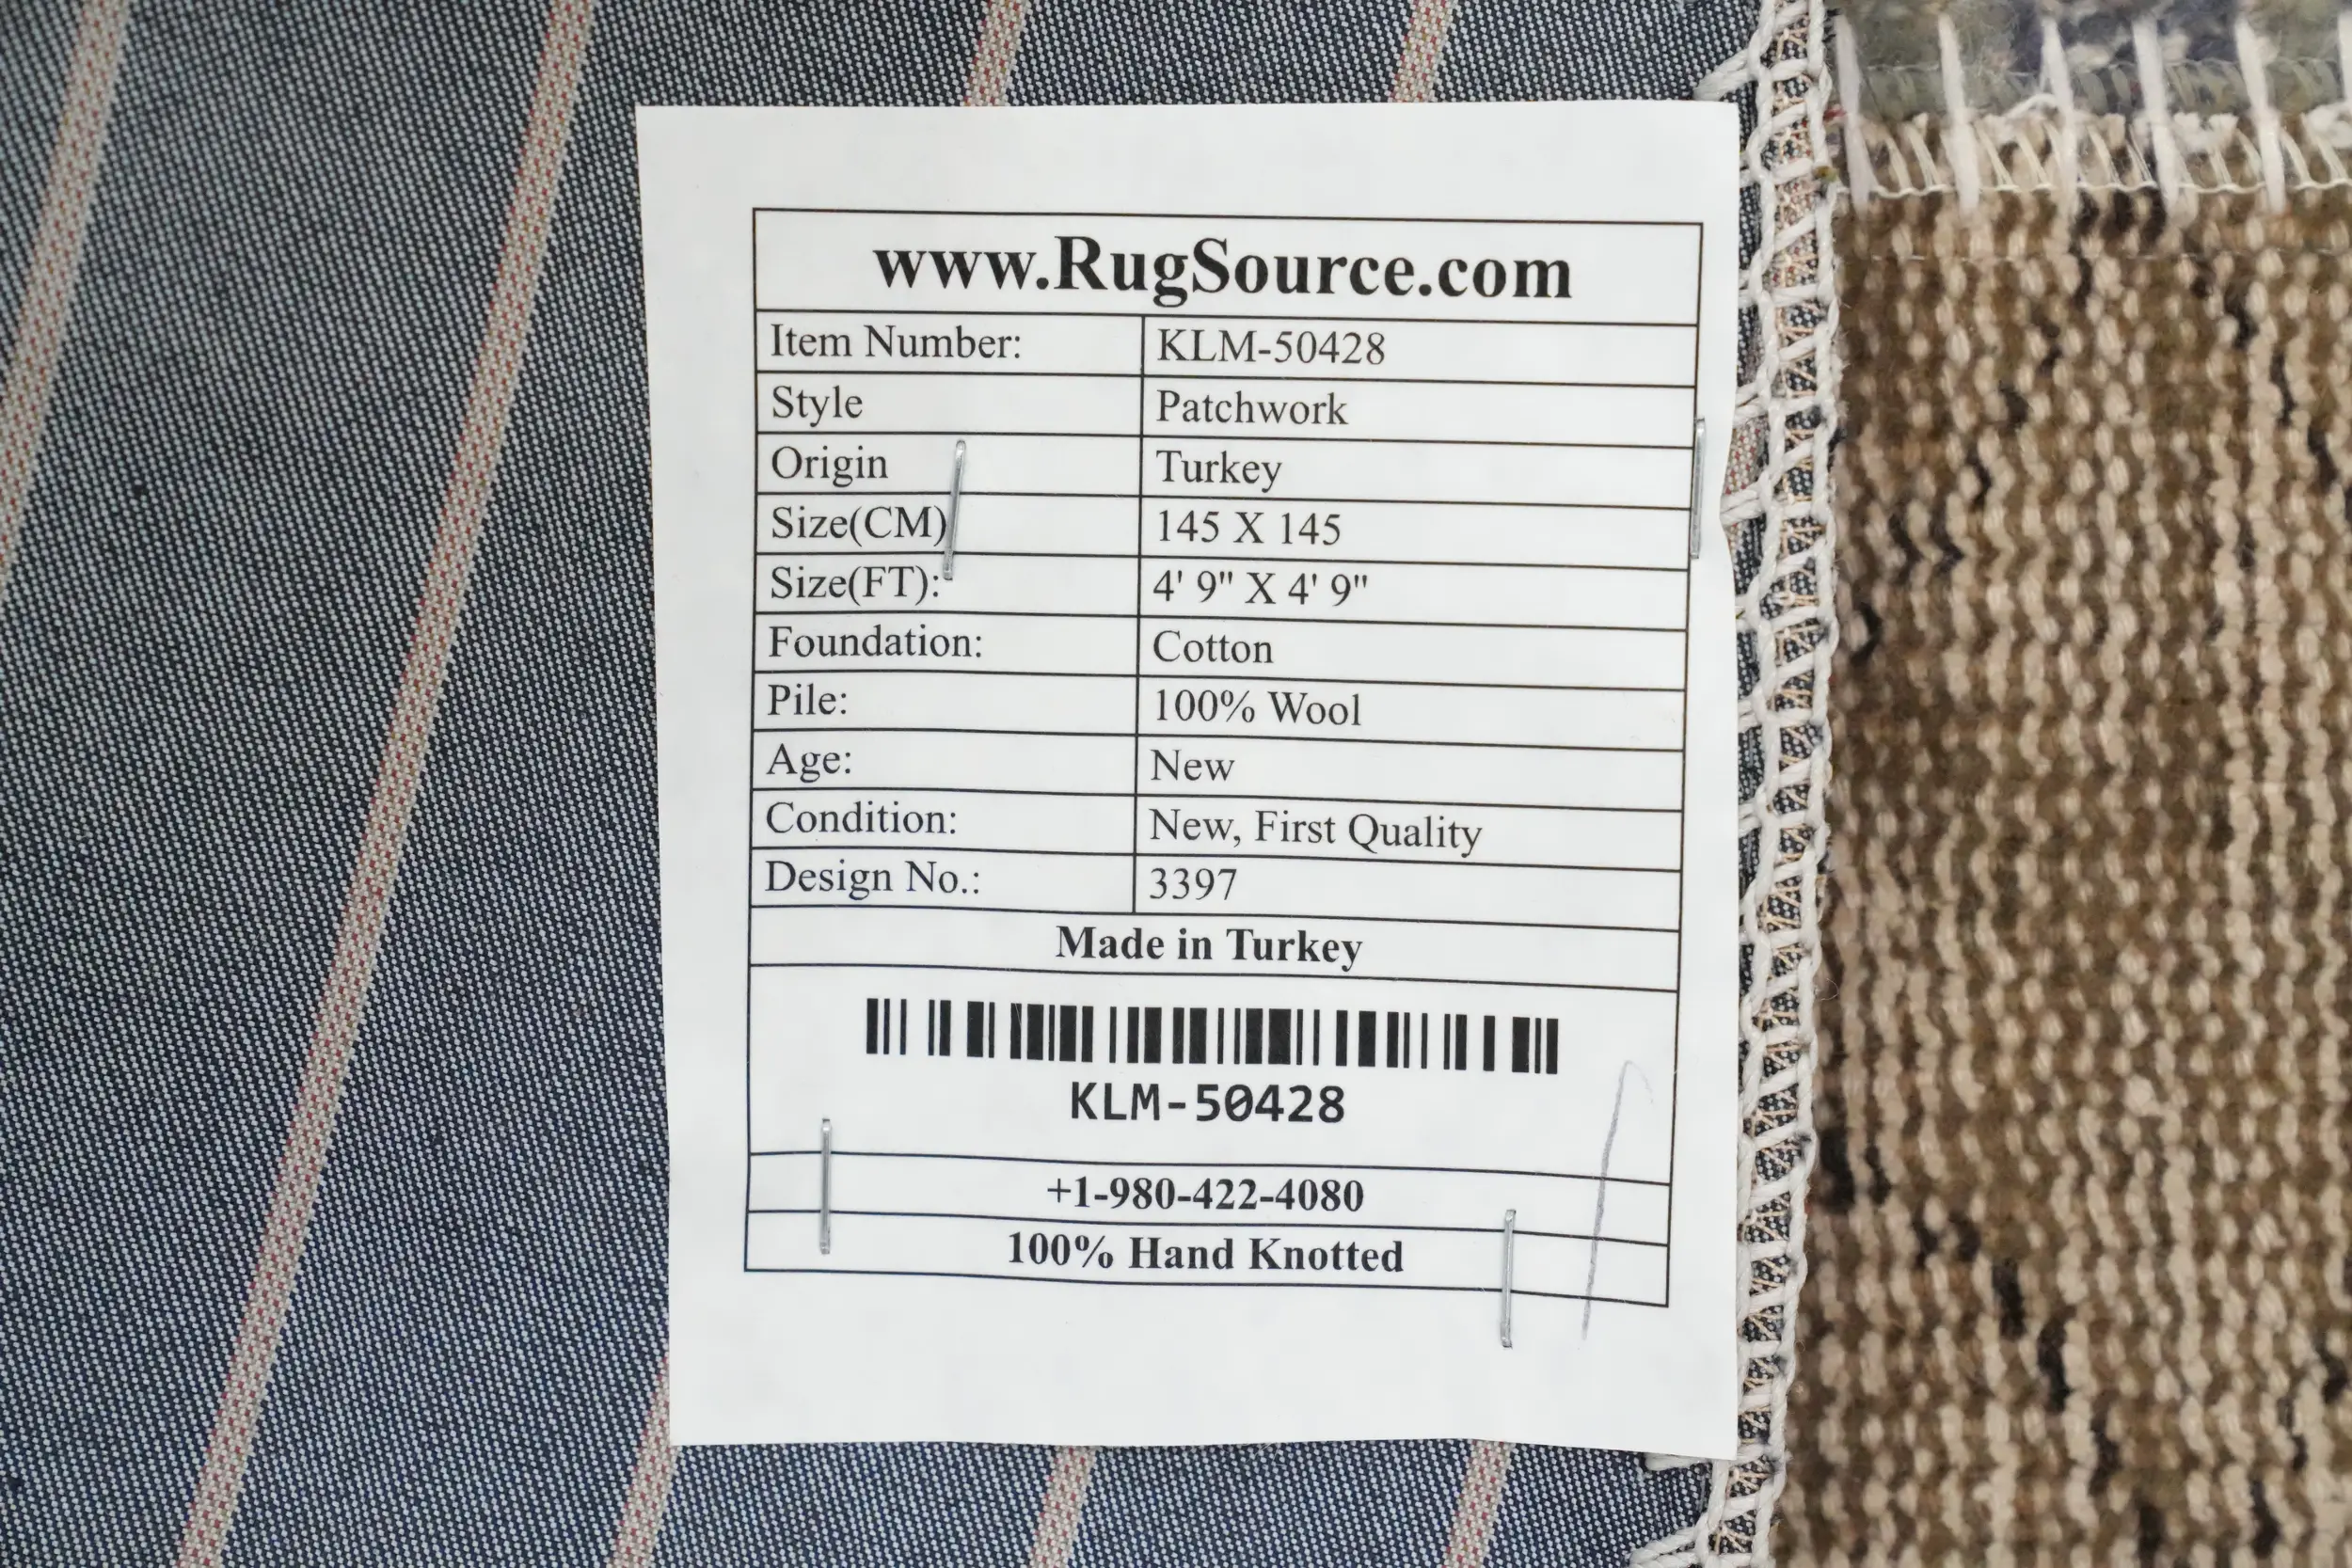 www.RugSource.com
Item Number: KLM-50428
Style Patchwork
Origin Turkey
Size(CM) 145 X 145
Size(FT): 4' 9" X 4' 9"
Foundation: Cotton
Pile: 100% Wool
Age: New
Condition: New, First Quality
Design No.: 3397
Made in Turkey
KLM-50428
+1-980-422-4080
100% Hand Knotted